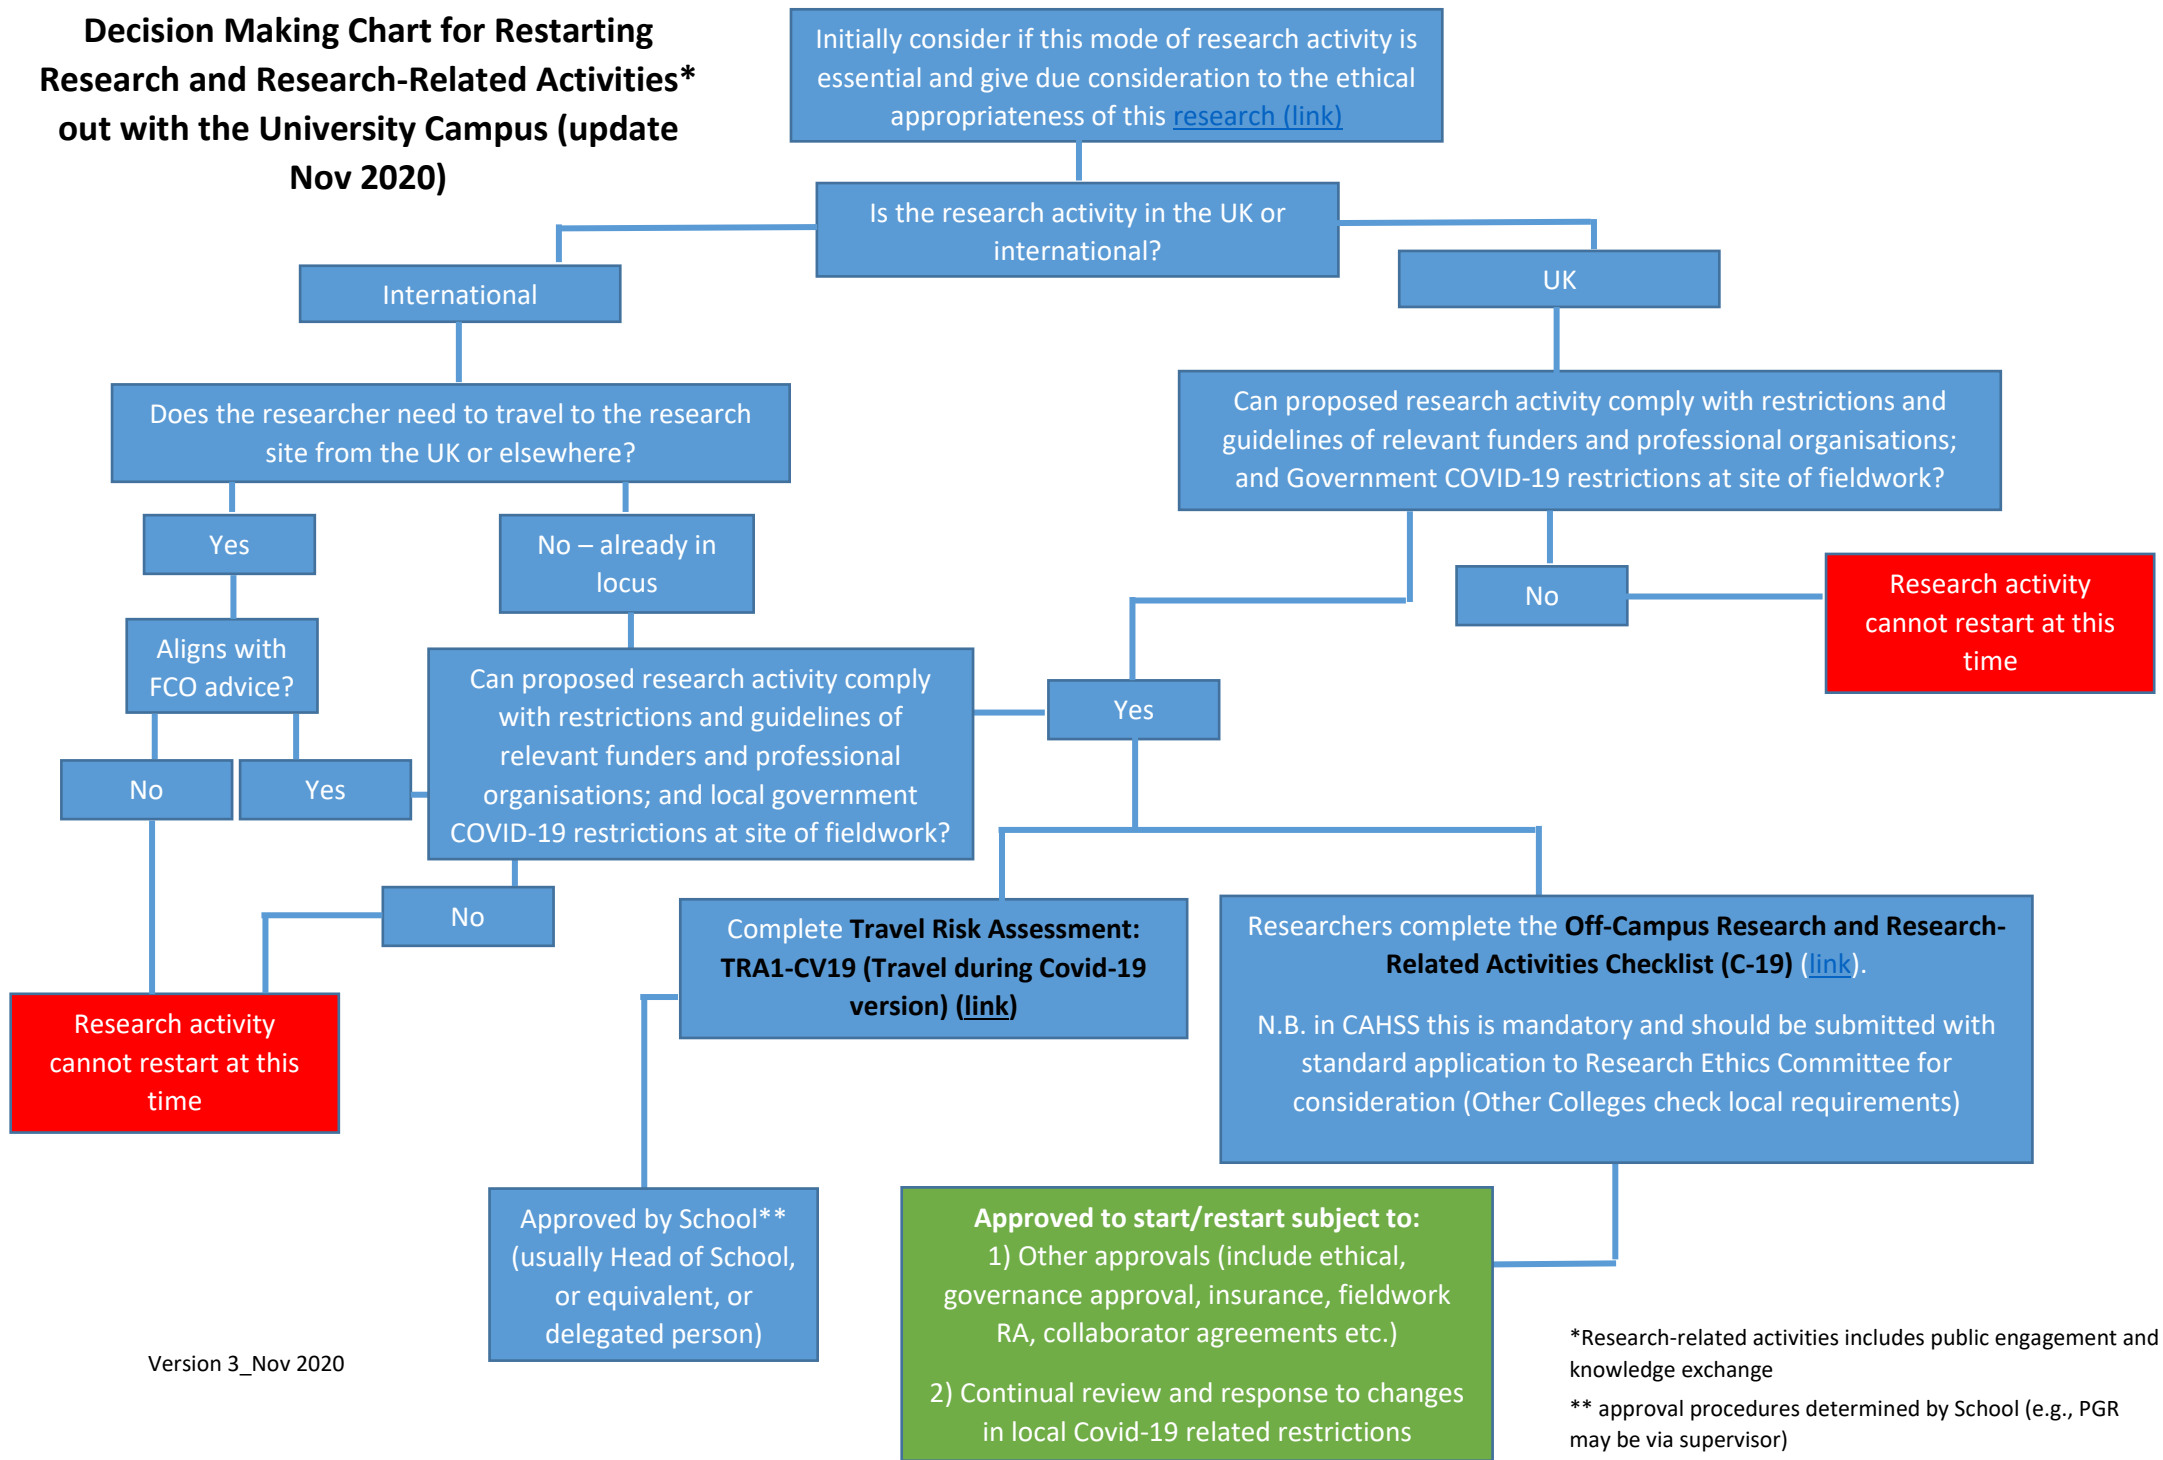 Decision Making Chart for Restarting
Research and Research-Related Activities*
out with the University Campus (update
Nov 2020)
Initially consider if this mode of research activity is
essential and give due consideration to the ethical
appropriateness of this research (link)
Is the research activity in the UK or
international?
International
UK
Does the researcher need to travel to the research
site from the UK or elsewhere?
Can proposed research activity comply with restrictions and
guidelines of relevant funders and professional organisations;
and Government COVID-19 restrictions at site of fieldwork?
Yes
No – already in
locus
No
Research activity
cannot restart at this
time
Aligns with
FCO advice?
Can proposed research activity comply
with restrictions and guidelines of
relevant funders and professional
organisations; and local government
COVID-19 restrictions at site of fieldwork?
Yes
No
Yes
No
Complete Travel Risk Assessment:
TRA1-CV19 (Travel during Covid-19
version) (link)
Researchers complete the Off-Campus Research and Research-
Related Activities Checklist (C-19) (link).
N.B. in CAHSS this is mandatory and should be submitted with
standard application to Research Ethics Committee for
consideration (Other Colleges check local requirements)
Research activity
cannot restart at this
time
Approved by School**
(usually Head of School,
or equivalent, or
delegated person)
Approved to start/restart subject to:
1) Other approvals (include ethical,
governance approval, insurance, fieldwork
RA, collaborator agreements etc.)
2) Continual review and response to changes
in local Covid-19 related restrictions
Version 3_Nov 2020
*Research-related activities includes public engagement and
knowledge exchange
** approval procedures determined by School (e.g., PGR
may be via supervisor)